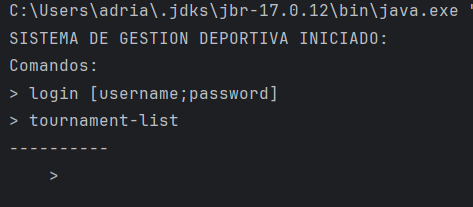 C:\Users\adria\.jdks\jbr-17.0.12\bin\java.exe "
SISTEMA DE GESTION DEPORTIVA INICIADO:
Comandos:
> login [username;password]
> tournament-list
----------
>